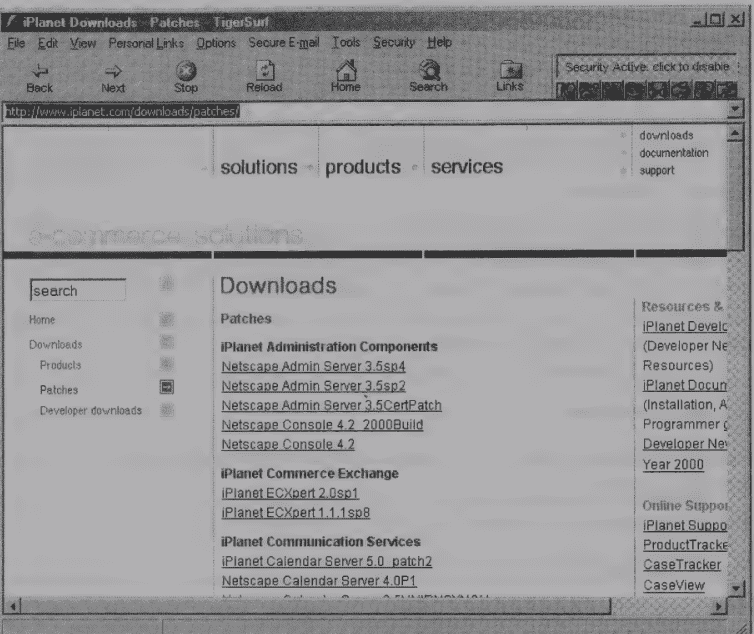 iPlanet Downloads Patches TigerSurf
File Edit View Personal Links Options Secure E-mail Tools Security Help
Back Next Stop Reload Home Search Links
Security Active: click to disable
http://www.iplanet.com/downloads/patches/
solutions products services
downloads
documentation
support
e-commerce solutions
search
Home
Downloads
Products
Patches
Developer downloads
Downloads
Patches
iPlanet Administration Components
Netscape Admin Server 3.5sp4
Netscape Admin Server 3.5sp2
Netscape Admin Server 3.5CertPatch
Netscape Console 4.2 2000Build
Netscape Console 4.2
iPlanet Commerce Exchange
iPlanet ECXpert 2.0sp1
iPlanet ECXpert 1.1.1sp8
iPlanet Communication Services
iPlanet Calendar Server 5.0 patch2
Netscape Calendar Server 4.0P1
Resources &
iPlanet Develo
(Developer Ne
Resources)
iPlanet Docum
(Installation, A
Programmer g
Developer Nev
Year 2000
Online Suppor
iPlanet Suppo
ProductTracke
CaseTracker
CaseView